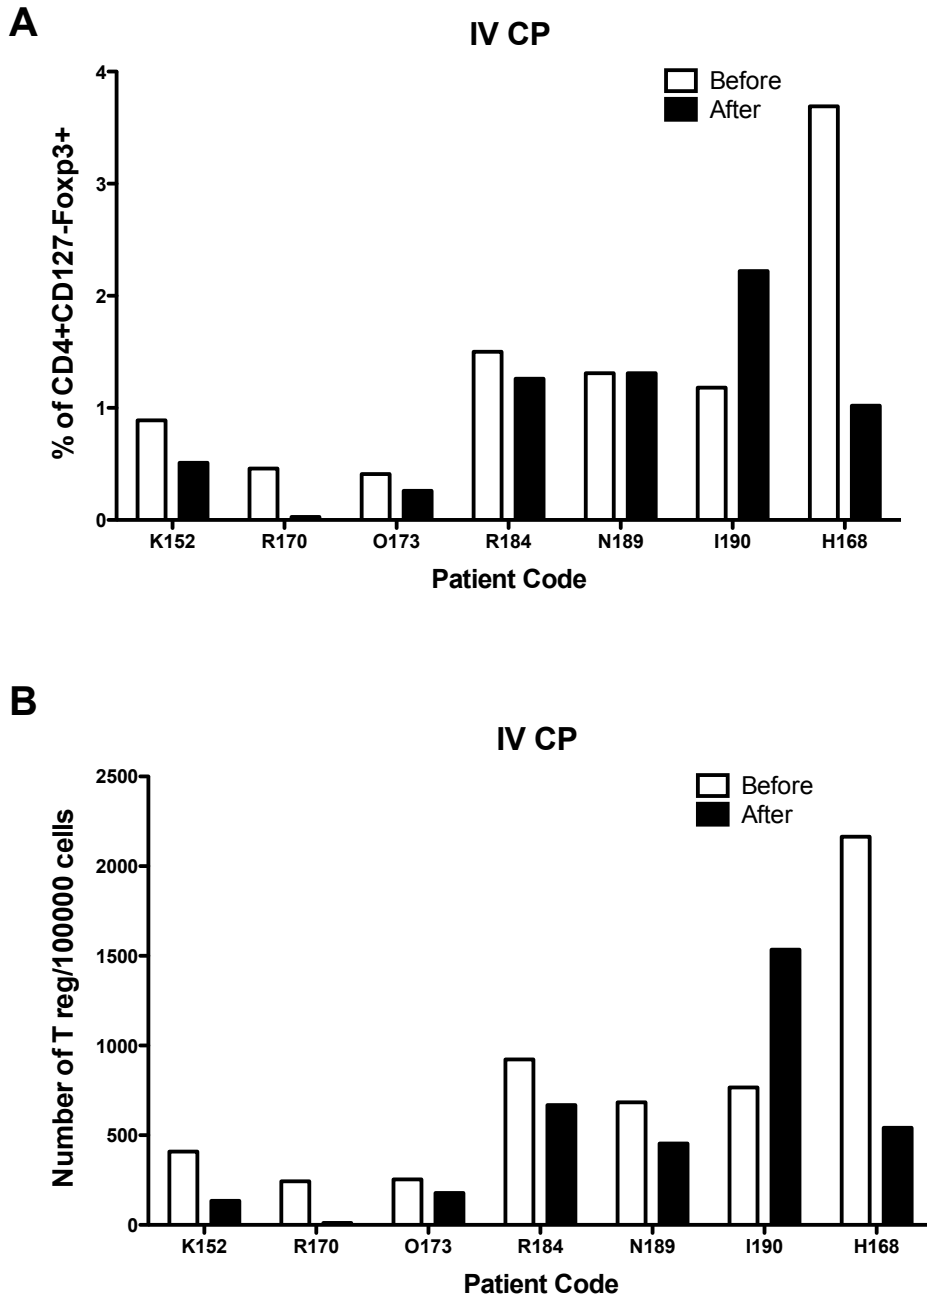 A
IV CP
Before
After
% of CD4+CD127-Foxp3+
4
3
2
1
0
K152 R170 O173 R184 N189 I190 H168
Patient Code
B
IV CP
Before
After
Number of T reg/100000 cells
2500
2000
1500
1000
500
0
K152 R170 O173 R184 N189 I190 H168
Patient Code